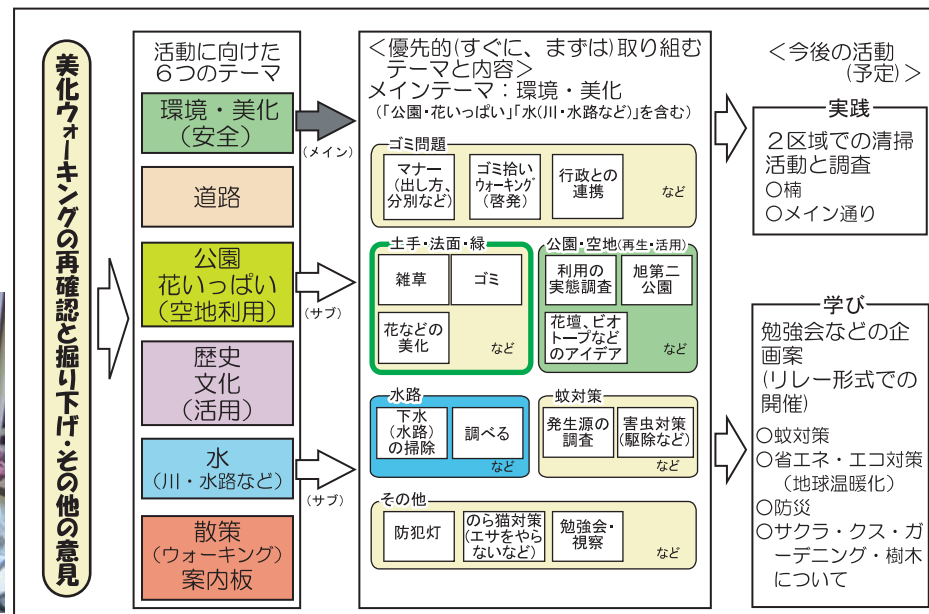 美化ウォーキングの再確認と掘り下げ・その他の意見
活動に向けた
6つのテーマ
環境・美化
(安全)
道路
公園
花いっぱい
(空地利用)
歴史
文化
(活用)
水
(川・水路など)
散策
(ウォーキング)
案内板
(メイン)
(サブ)
(サブ)
<優先的(すぐに、まずは)取り組む
テーマと内容>
メインテーマ:環境・美化
(「公園・花いっぱい」「水(川・水路など)」を含む)
ゴミ問題
マナー
(出し方、
分別など)
ゴミ拾い
ウォーキング
(啓発)
行政との
連携
など
土手・法面・緑
雑草
ゴミ
花などの
美化
など
公園・空地(再生・活用)
利用の
実態調査
旭第二
公園
花壇、ビオ
トープなど
のアイデア
など
水路
下水
(水路)
の掃除
調べる
など
蚊対策
発生源の
調査
害虫対策
(駆除など)
など
その他
防犯灯
のら猫対策
(エサをやら
ないなど)
勉強会・
視察
など
<今後の活動
(予定)>
実践
2区域での清掃
活動と調査
○楠
○メイン通り
学び
勉強会などの企
画案
(リレー形式での
開催)
○蚊対策
○省エネ・エコ対策
(地球温暖化)
○防災
○サクラ・クス・ガ
ーデニング・樹木
について